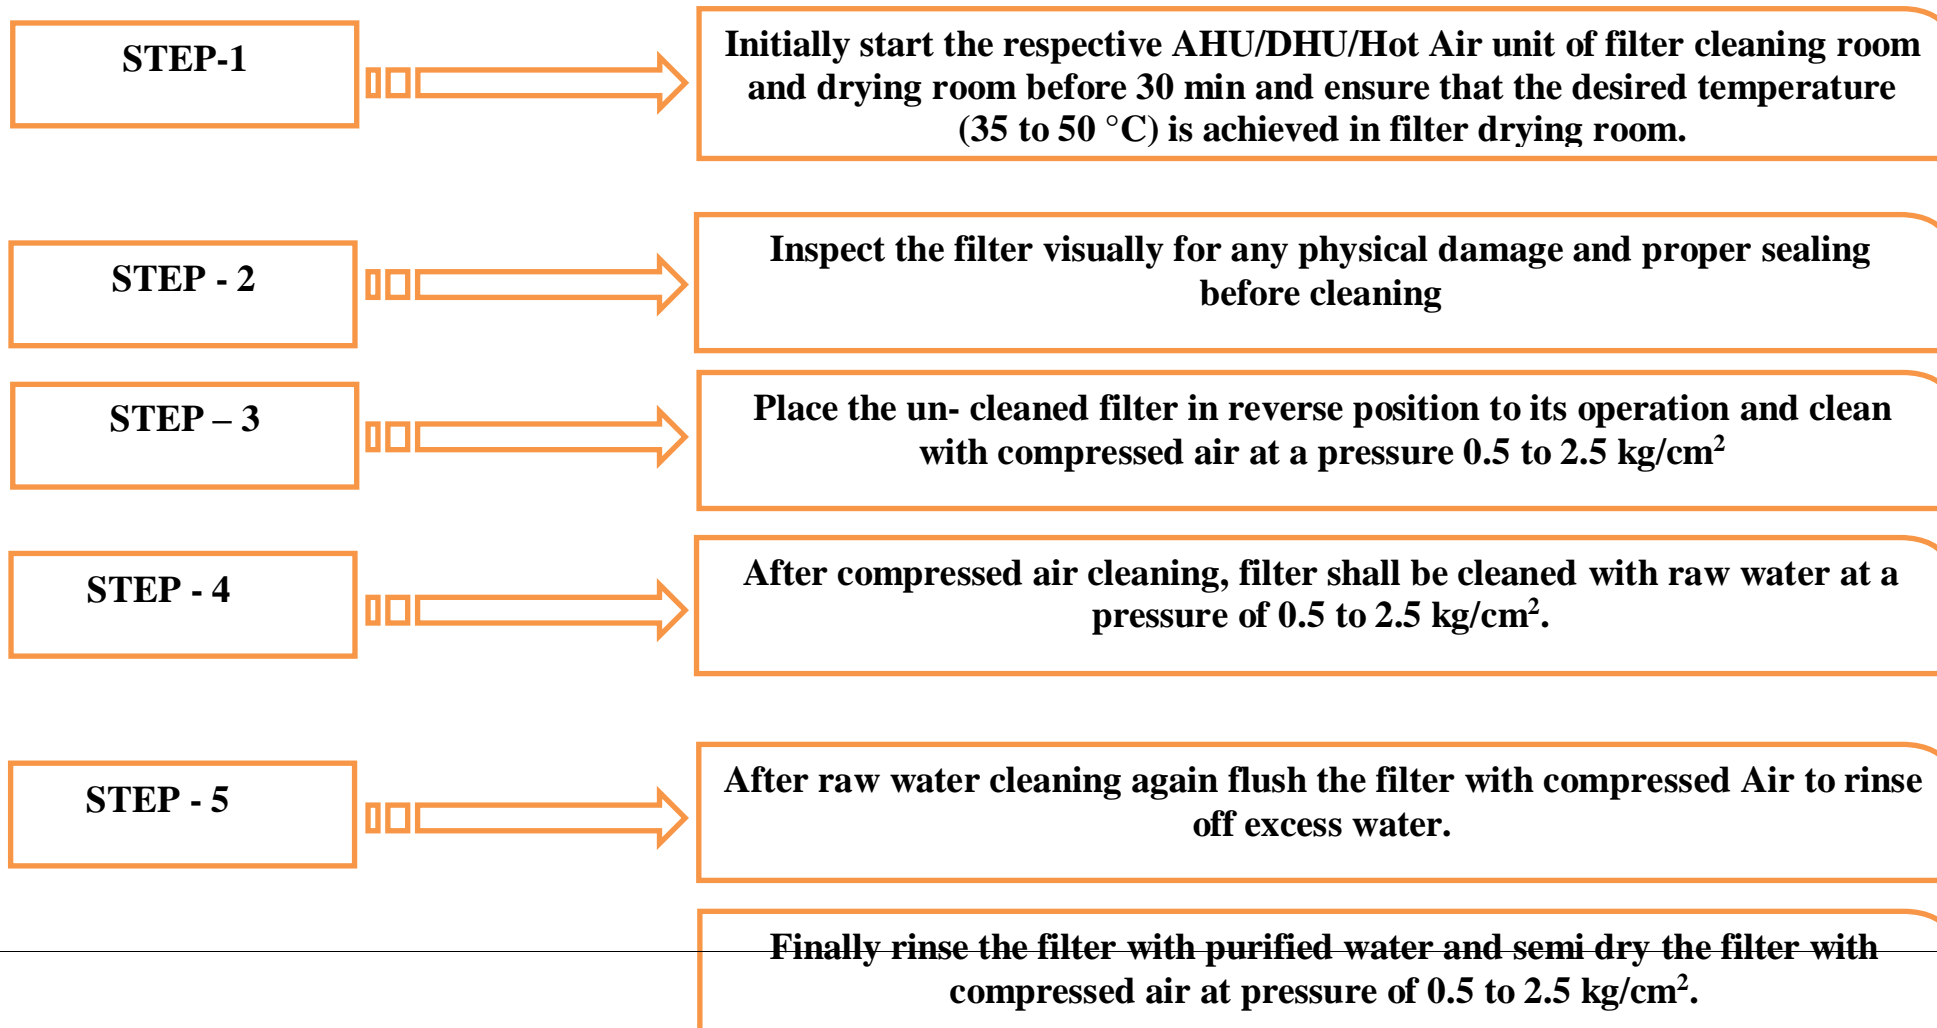 STEP-1
Initially start the respective AHU/DHU/Hot Air unit of filter cleaning room
and drying room before 30 min and ensure that the desired temperature
(35 to 50 °C) is achieved in filter drying room.
STEP - 2
Inspect the filter visually for any physical damage and proper sealing
before cleaning
STEP – 3
Place the un- cleaned filter in reverse position to its operation and clean
with compressed air at a pressure 0.5 to 2.5 kg/cm²
STEP - 4
After compressed air cleaning, filter shall be cleaned with raw water at a
pressure of 0.5 to 2.5 kg/cm².
STEP - 5
After raw water cleaning again flush the filter with compressed Air to rinse
off excess water.
Finally rinse the filter with purified water and semi dry the filter with
compressed air at pressure of 0.5 to 2.5 kg/cm².